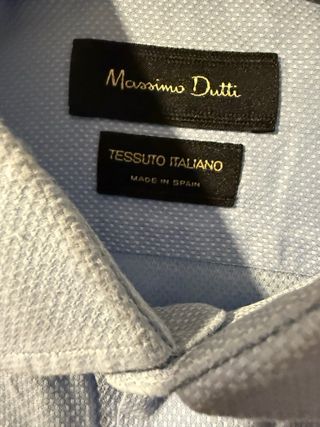 Massimo Dutti
TESSUTO ITALIANO
MADE IN SPAIN